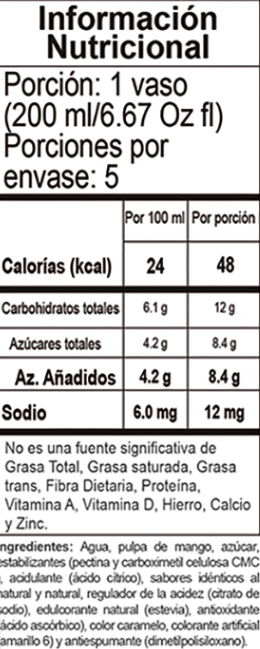 Información
Nutricional
Porción: 1 vaso
(200 ml/6.67 Oz fl)
Porciones por
envase: 5
Por 100 ml Por porción
Calorías (kcal) 24 48
Carbohidratos totales 6.1 g 12 g
Azúcares totales 4.2 g 8.4 g
Az. Añadidos 4.2 g 8.4 g
Sodio 6.0 mg 12 mg
No es una fuente significativa de
Grasa Total, Grasa saturada, Grasa
trans, Fibra Dietaria, Proteína,
Vitamina A, Vitamina D, Hierro, Calcio
y Zinc.
Ingredientes: Agua, pulpa de mango, azúcar,
estabilizantes (pectina y carboximetil celulosa CMC
), acidulante (ácido cítrico), sabores idénticos al
natural y natural, regulador de la acidez (citrato de
sodio), edulcorante natural (estevia), antioxidante
(ácido ascórbico), color caramelo, colorante artificial
(amarillo 6) y antiespumante (dimetilpolisiloxano).